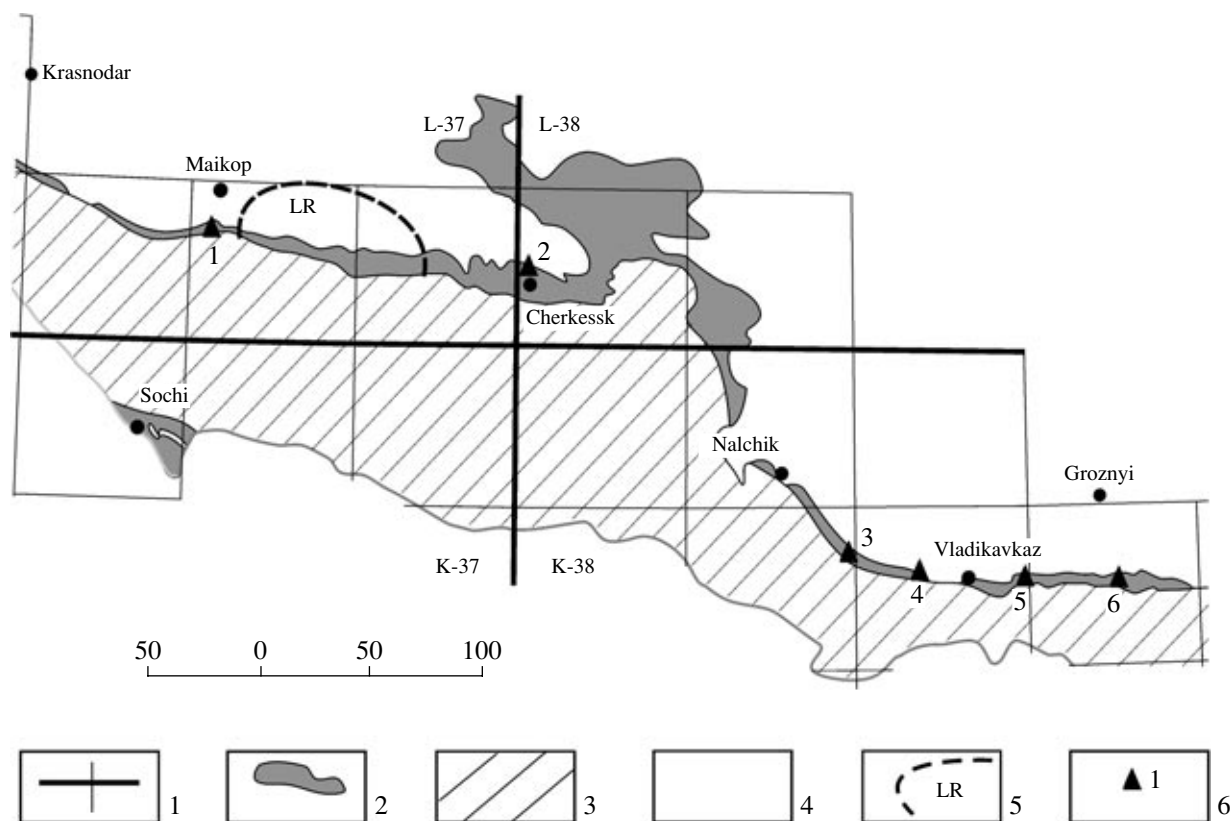 Krasnodar
L-37 L-38
Maikop
LR
1
2
Cherkessk
Sochi
Nalchik
Groznyi
3
Vladikavkaz
K-37 K-38
4 5 6
50 0 50 100
1 2 3 4 LR 5 1 6